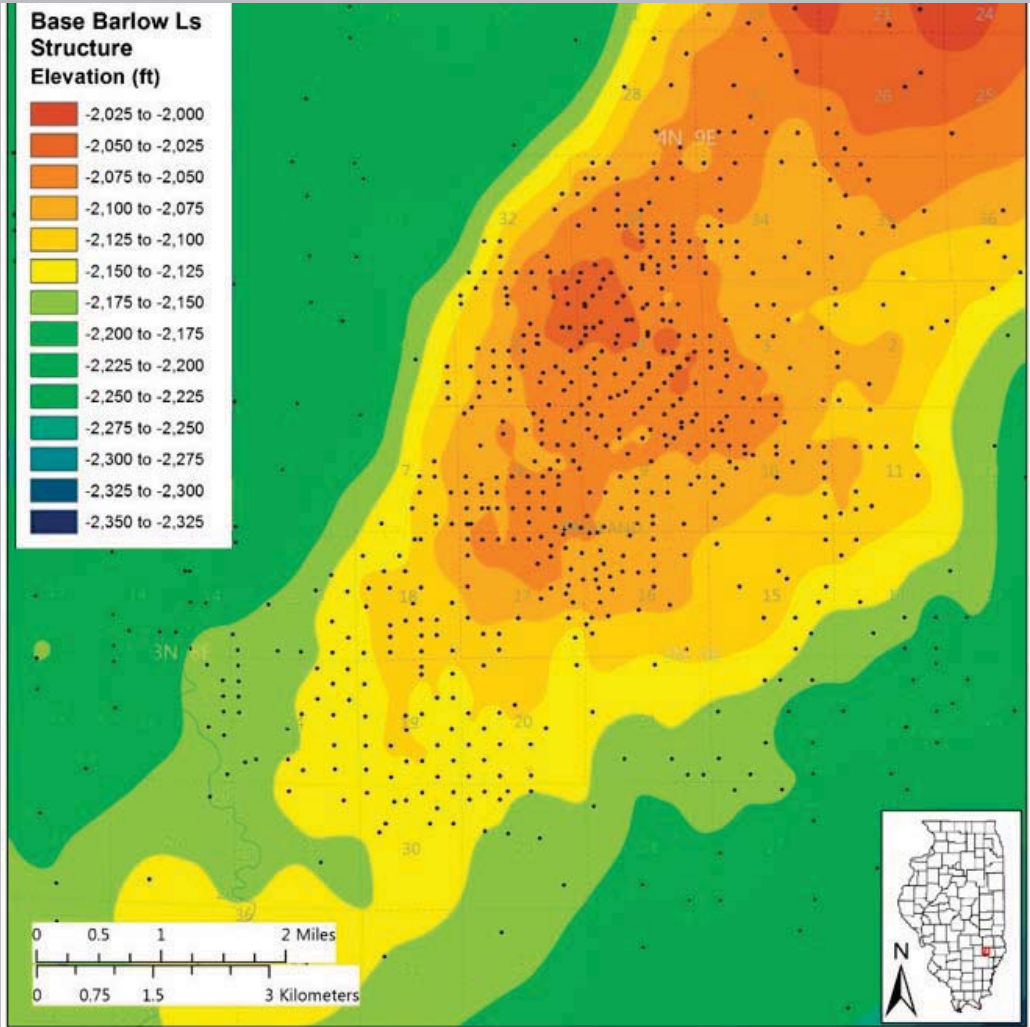 Base Barlow Ls
Structure
Elevation (ft)
-2,025 to -2,000
-2,050 to -2,025
-2,075 to -2,050
-2,100 to -2,075
-2,125 to -2,100
-2,150 to -2,125
-2,175 to -2,150
-2,200 to -2,175
-2,225 to -2,200
-2,250 to -2,225
-2,275 to -2,250
-2,300 to -2,275
-2,325 to -2,300
-2,350 to -2,325
24
28
26
25
4N 9E
32
34
36
2
7
9
10
11
18
17
16
15
3N
19
20
30
36
0 0.5 1 2 Miles
0 0.75 1.5 3 Kilometers
N